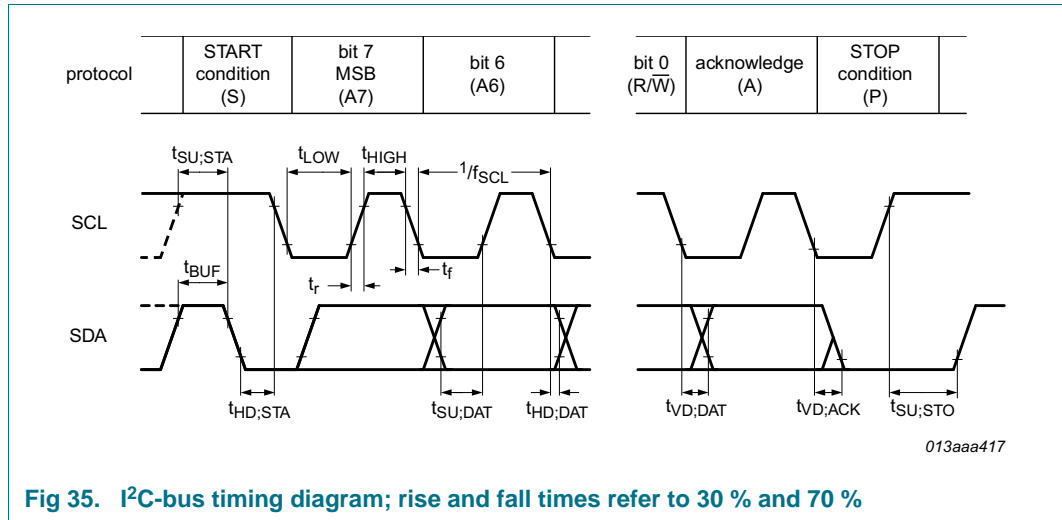 protocol
START
condition
(S)
bit 7
MSB
(A7)
bit 6
(A6)
bit 0
(R/W̅)
acknowledge
(A)
STOP
condition
(P)
tSU;STA
tLOW
tHIGH
1/fSCL
SCL
tBUF
tr
tf
SDA
tHD;STA
tSU;DAT
tHD;DAT
tVD;DAT
tVD;ACK
tSU;STO
013aaa417
Fig 35. I²C-bus timing diagram; rise and fall times refer to 30 % and 70 %